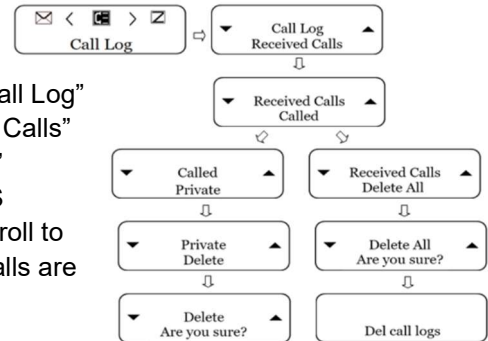 Call Log
Call Log
Received Calls
all Log"
Calls"
Received Calls
Called
Called
Private
Received Calls
Delete All
roll to
alls are
Private
Delete
Delete All
Are you sure?
Delete
Are you sure?
Del call logs